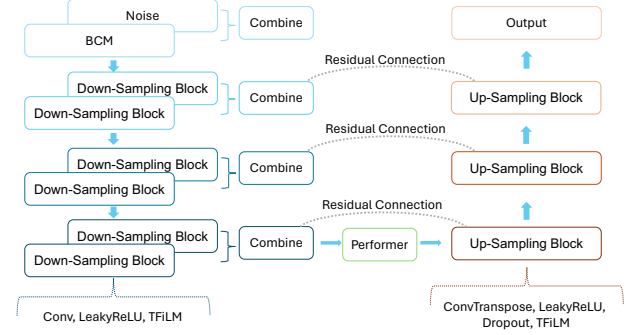 Noise
BCM
Combine
Output
Residual Connection
Down-Sampling Block
Down-Sampling Block
Combine
Up-Sampling Block
Residual Connection
Down-Sampling Block
Down-Sampling Block
Combine
Up-Sampling Block
Residual Connection
Down-Sampling Block
Down-Sampling Block
Combine
Performer
Up-Sampling Block
Conv, LeakyReLU, TFiLM
ConvTranspose, LeakyReLU,
Dropout, TFiLM